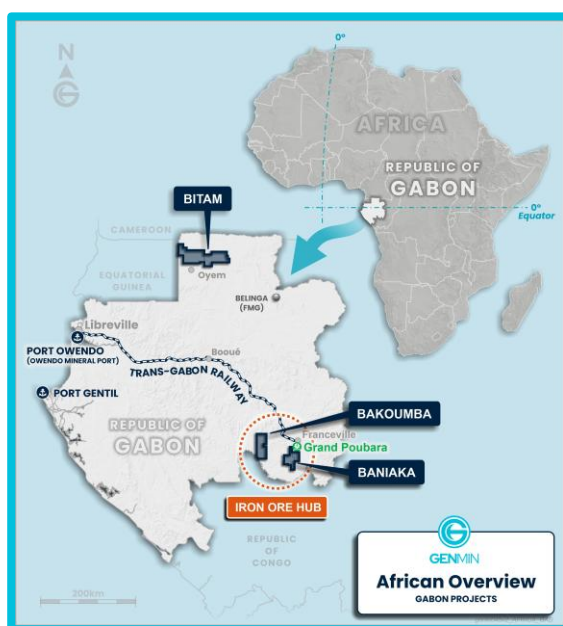 N
0°
AFRICA
REPUBLIC OF
GABON
0°
Equator
BITAM
CAMEROON
EQUATORIAL
GUINEA
Oyem
BELINGA
(FMG)
Libreville
PORT OWENDO
(OWENDO MINERAL PORT)
Booué
TRANS-GABON RAILWAY
PORT GENTIL
REPUBLIC OF
GABON
BAKOUMBA
Franceville
Grand Poubara
BANIAKA
IRON ORE HUB
REPUBLIC
OF
CONGO
GENMIN
African Overview
GABON PROJECTS
200km